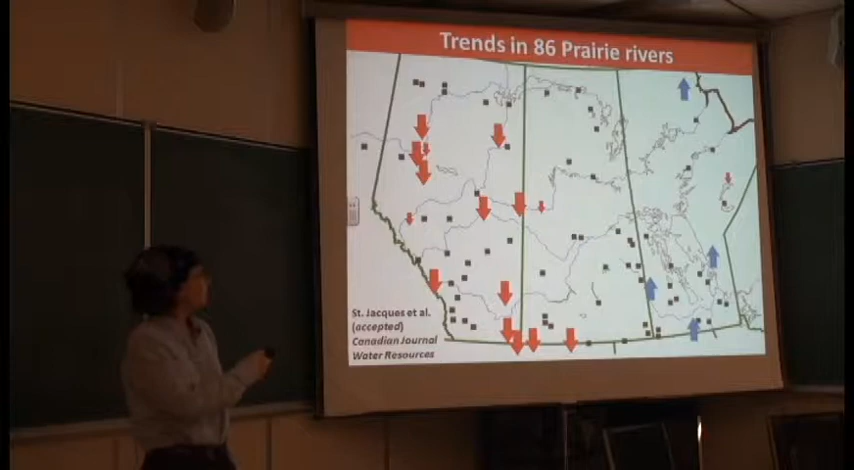 Trends in 86 Prairie rivers
St. Jacques et al.
(accepted)
Canadian Journal
Water Resources